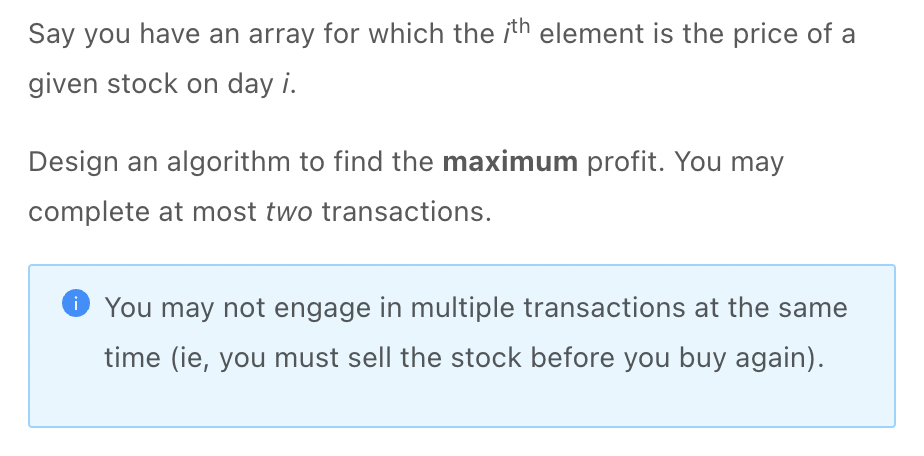 Say you have an array for which the ith element is the price of a
given stock on day i.
Design an algorithm to find the maximum profit. You may
complete at most two transactions.
You may not engage in multiple transactions at the same
time (ie, you must sell the stock before you buy again).